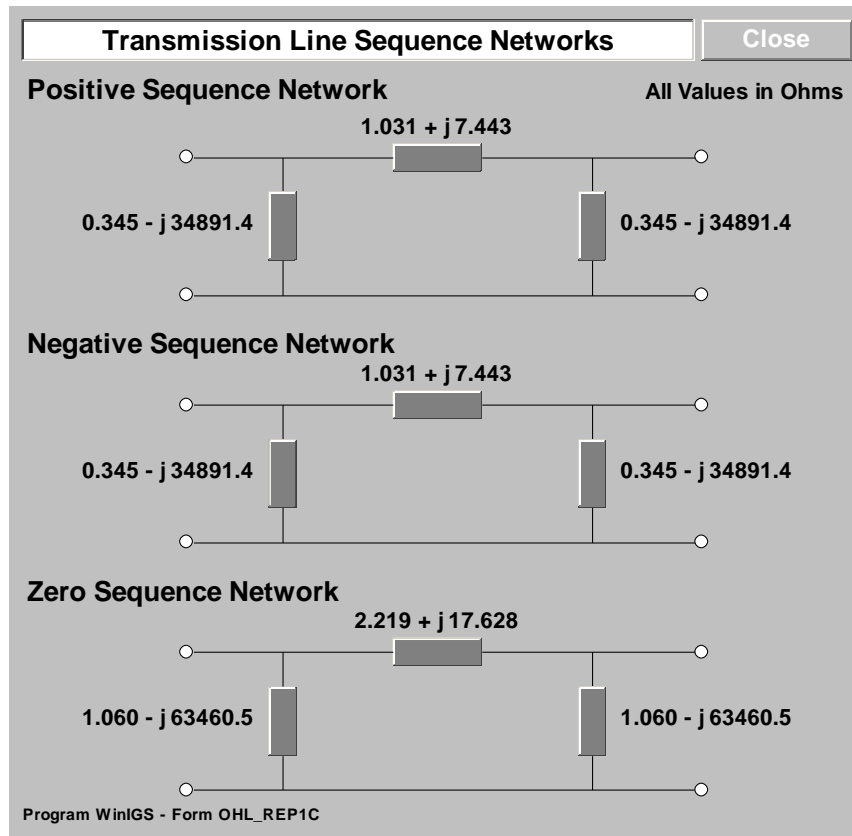 Transmission Line Sequence Networks Close
Positive Sequence Network All Values in Ohms
1.031 + j 7.443
0.345 - j 34891.4 0.345 - j 34891.4
Negative Sequence Network
1.031 + j 7.443
0.345 - j 34891.4 0.345 - j 34891.4
Zero Sequence Network
2.219 + j 17.628
1.060 - j 63460.5 1.060 - j 63460.5
Program WinIGS - Form OHL_REP1C